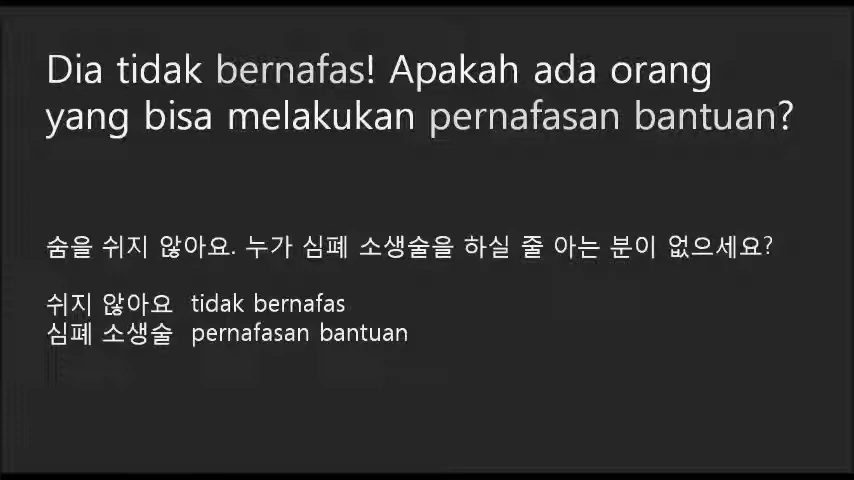 Dia tidak bernafas! Apakah ada orang
yang bisa melakukan pernafasan bantuan?
숨을 쉬지 않아요. 누가 심폐 소생술을 하실 줄 아는 분이 없으세요?
쉬지 않아요 tidak bernafas
심폐 소생술 pernafasan bantuan